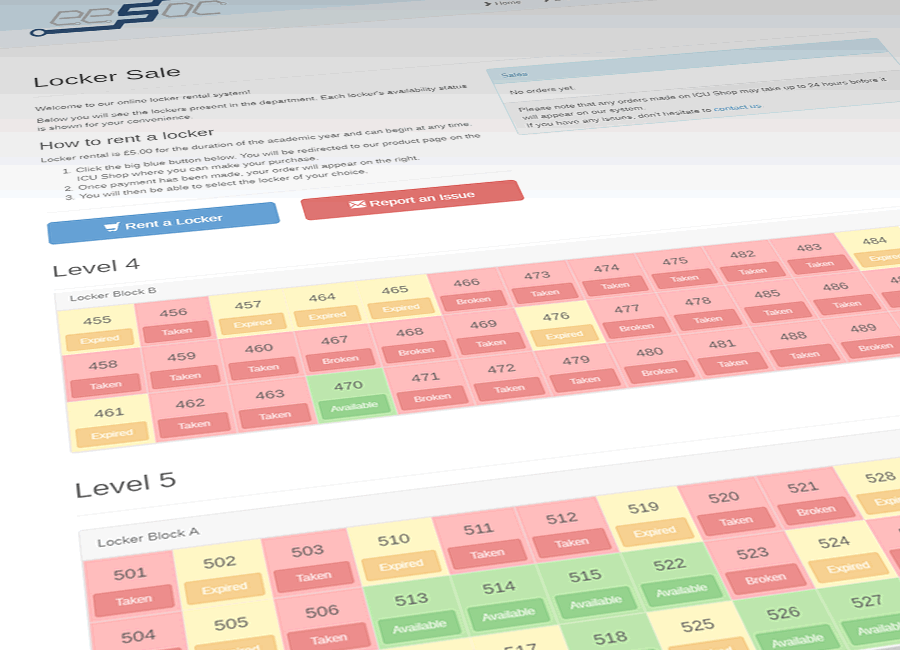 eesoc
Home
Locker Sale
Welcome to our online locker rental system!
Below you will see the lockers present in the department. Each locker's availability status
is shown for your convenience.
How to rent a locker
Locker rental is £5.00 for the duration of the academic year and can begin at any time.
1. Click the big blue button below. You will be redirected to our product page on the
ICU Shop where you can make your purchase.
2. Once payment has been made, your order will appear on the right.
3. You will then be able to select the locker of your choice.
Sales
No orders yet.
Please note that any orders made on ICU Shop may take up to 24 hours before it
will appear on our system.
If you have any issues, don't hesitate to contact us.
Rent a Locker
Report an Issue
Level 4
Locker Block B
455 456 457 464 465 466 473 474 475 482 483 484
Expired Taken Expired Expired Expired Broken Taken Taken Taken Taken Taken Expired
458 459 460 467 468 469 476 477 478 485 486
Taken Taken Taken Broken Broken Taken Expired Broken Taken Taken Taken
461 462 463 470 471 472 479 480 481 488 489
Expired Taken Taken Available Broken Taken Taken Broken Taken Taken Broken
Level 5
Locker Block A
501 502 503 510 511 512 519 520 521 528
Taken Expired Taken Expired Taken Taken Expired Taken Broken
504 505 506 513 514 515 522 523 524
Taken Available Available Available Available Broken Expired
517 518 525 526 527
Available Available